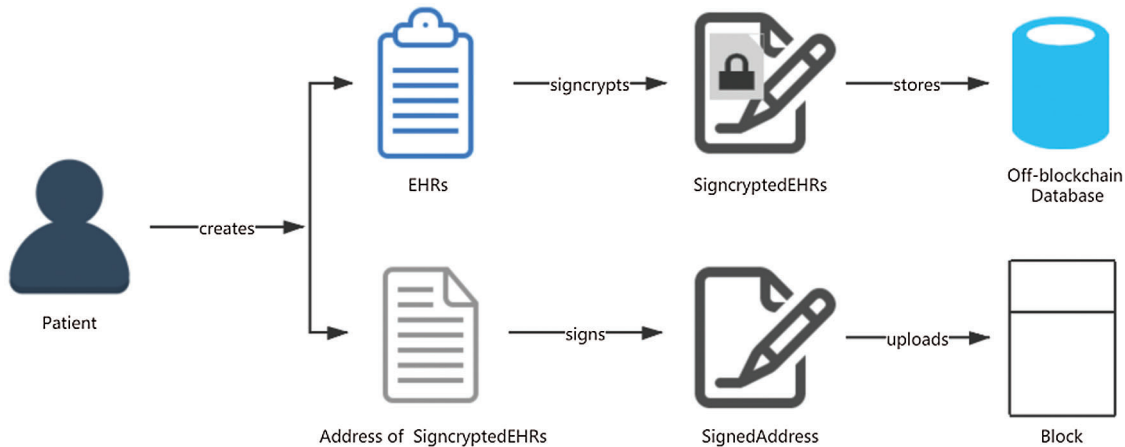 signcrypts
stores
EHRs
SigncryptedEHRs
Off-blockchain
Database
creates
Patient
signs
uploads
Address of SigncryptedEHRs
SignedAddress
Block